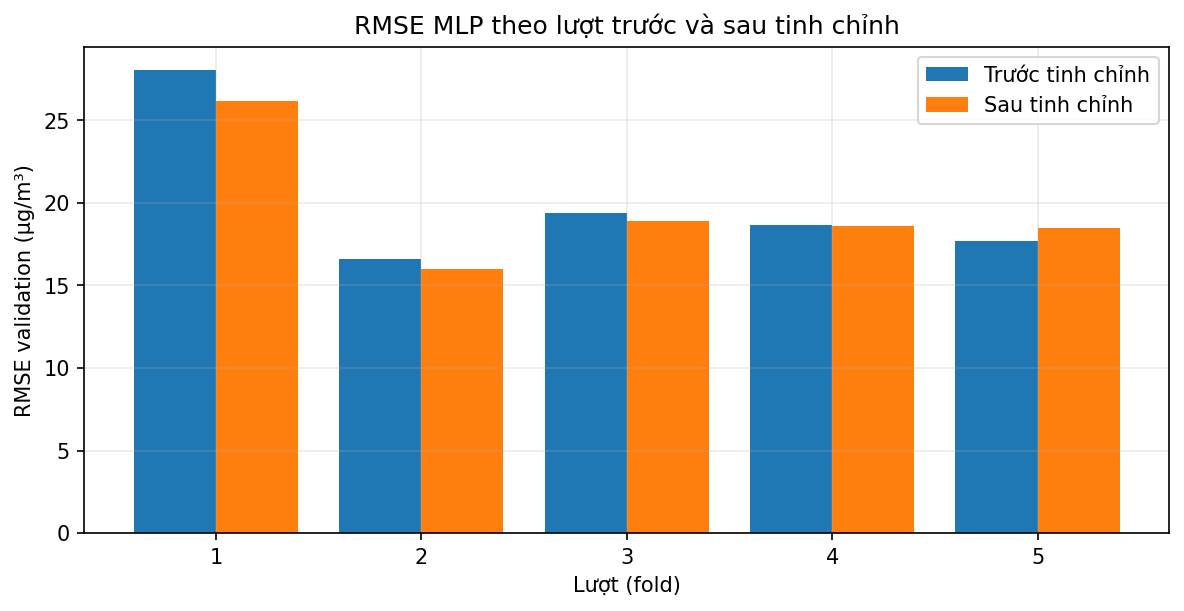 RMSE MLP theo lượt trước và sau tinh chỉnh
Trước tinh chỉnh
Sau tinh chỉnh
RMSE validation (µg/m³)
25
20
15
10
5
0
1 2 3 4 5
Lượt (fold)